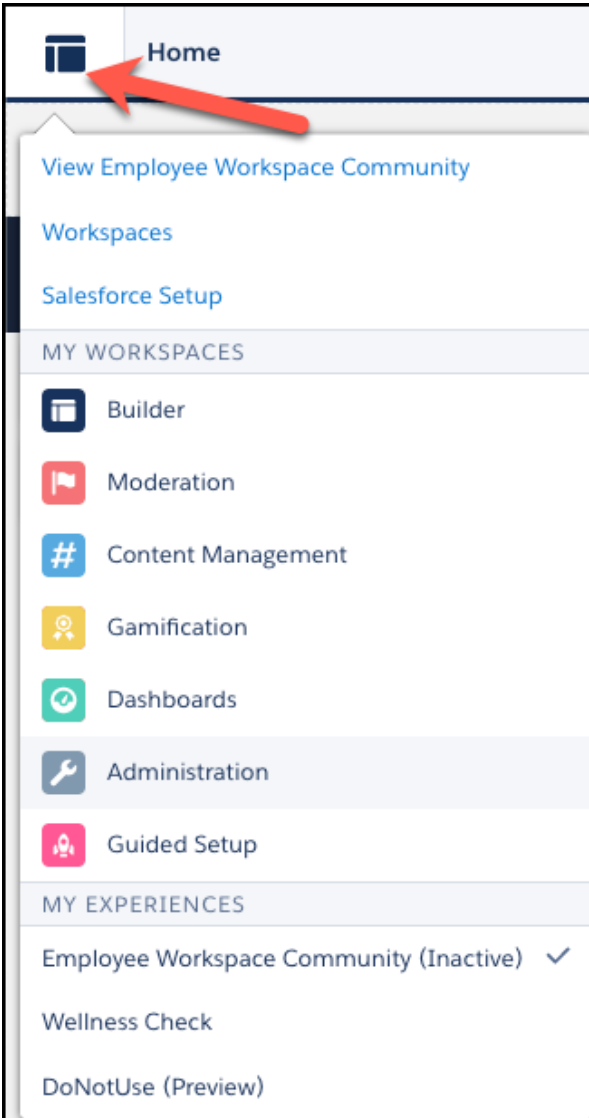 Home
View Employee Workspace Community
Workspaces
Salesforce Setup
MY WORKSPACES
Builder
Moderation
# Content Management
Gamification
Dashboards
Administration
Guided Setup
MY EXPERIENCES
Employee Workspace Community (Inactive)
Wellness Check
DoNotUse (Preview)